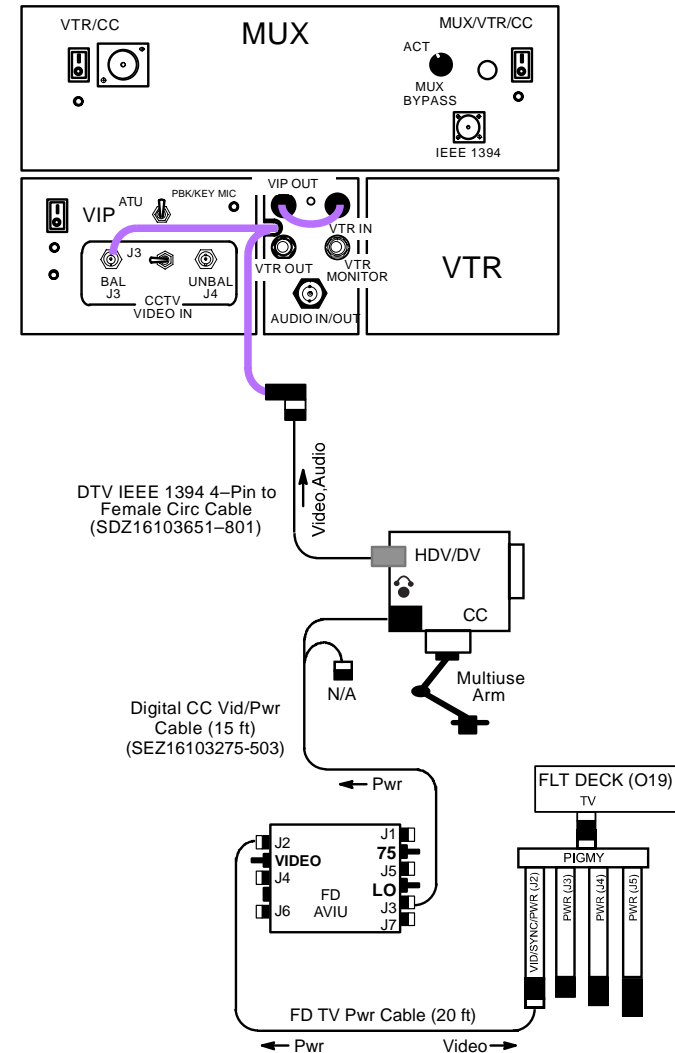 VTR/CC
MUX
MUX/VTR/CC
ACT
MUX
BYPASS
IEEE 1394
VIP
ATU
PBK/KEY MIC
VIP OUT
VTR IN
J3
BAL
J3
UNBAL
J4
CCTV
VIDEO IN
VTR OUT
VTR
MONITOR
AUDIO IN/OUT
VTR
DTV IEEE 1394 4–Pin to
Female Circ Cable
(SDZ16103651–801)
Video,Audio
HDV/DV
CC
N/A
Multiuse
Arm
Digital CC Vid/Pwr
Cable (15 ft)
(SEZ16103275-503)
Pwr
FLT DECK (O19)
TV
PIGMY
VID/SYNC/PWR (J2)
PWR (J3)
PWR (J4)
PWR (J5)
J2
VIDEO
J4
J6
FD
AVIU
J1
75
J5
LO
J3
J7
FD TV Pwr Cable (20 ft)
Pwr
Video